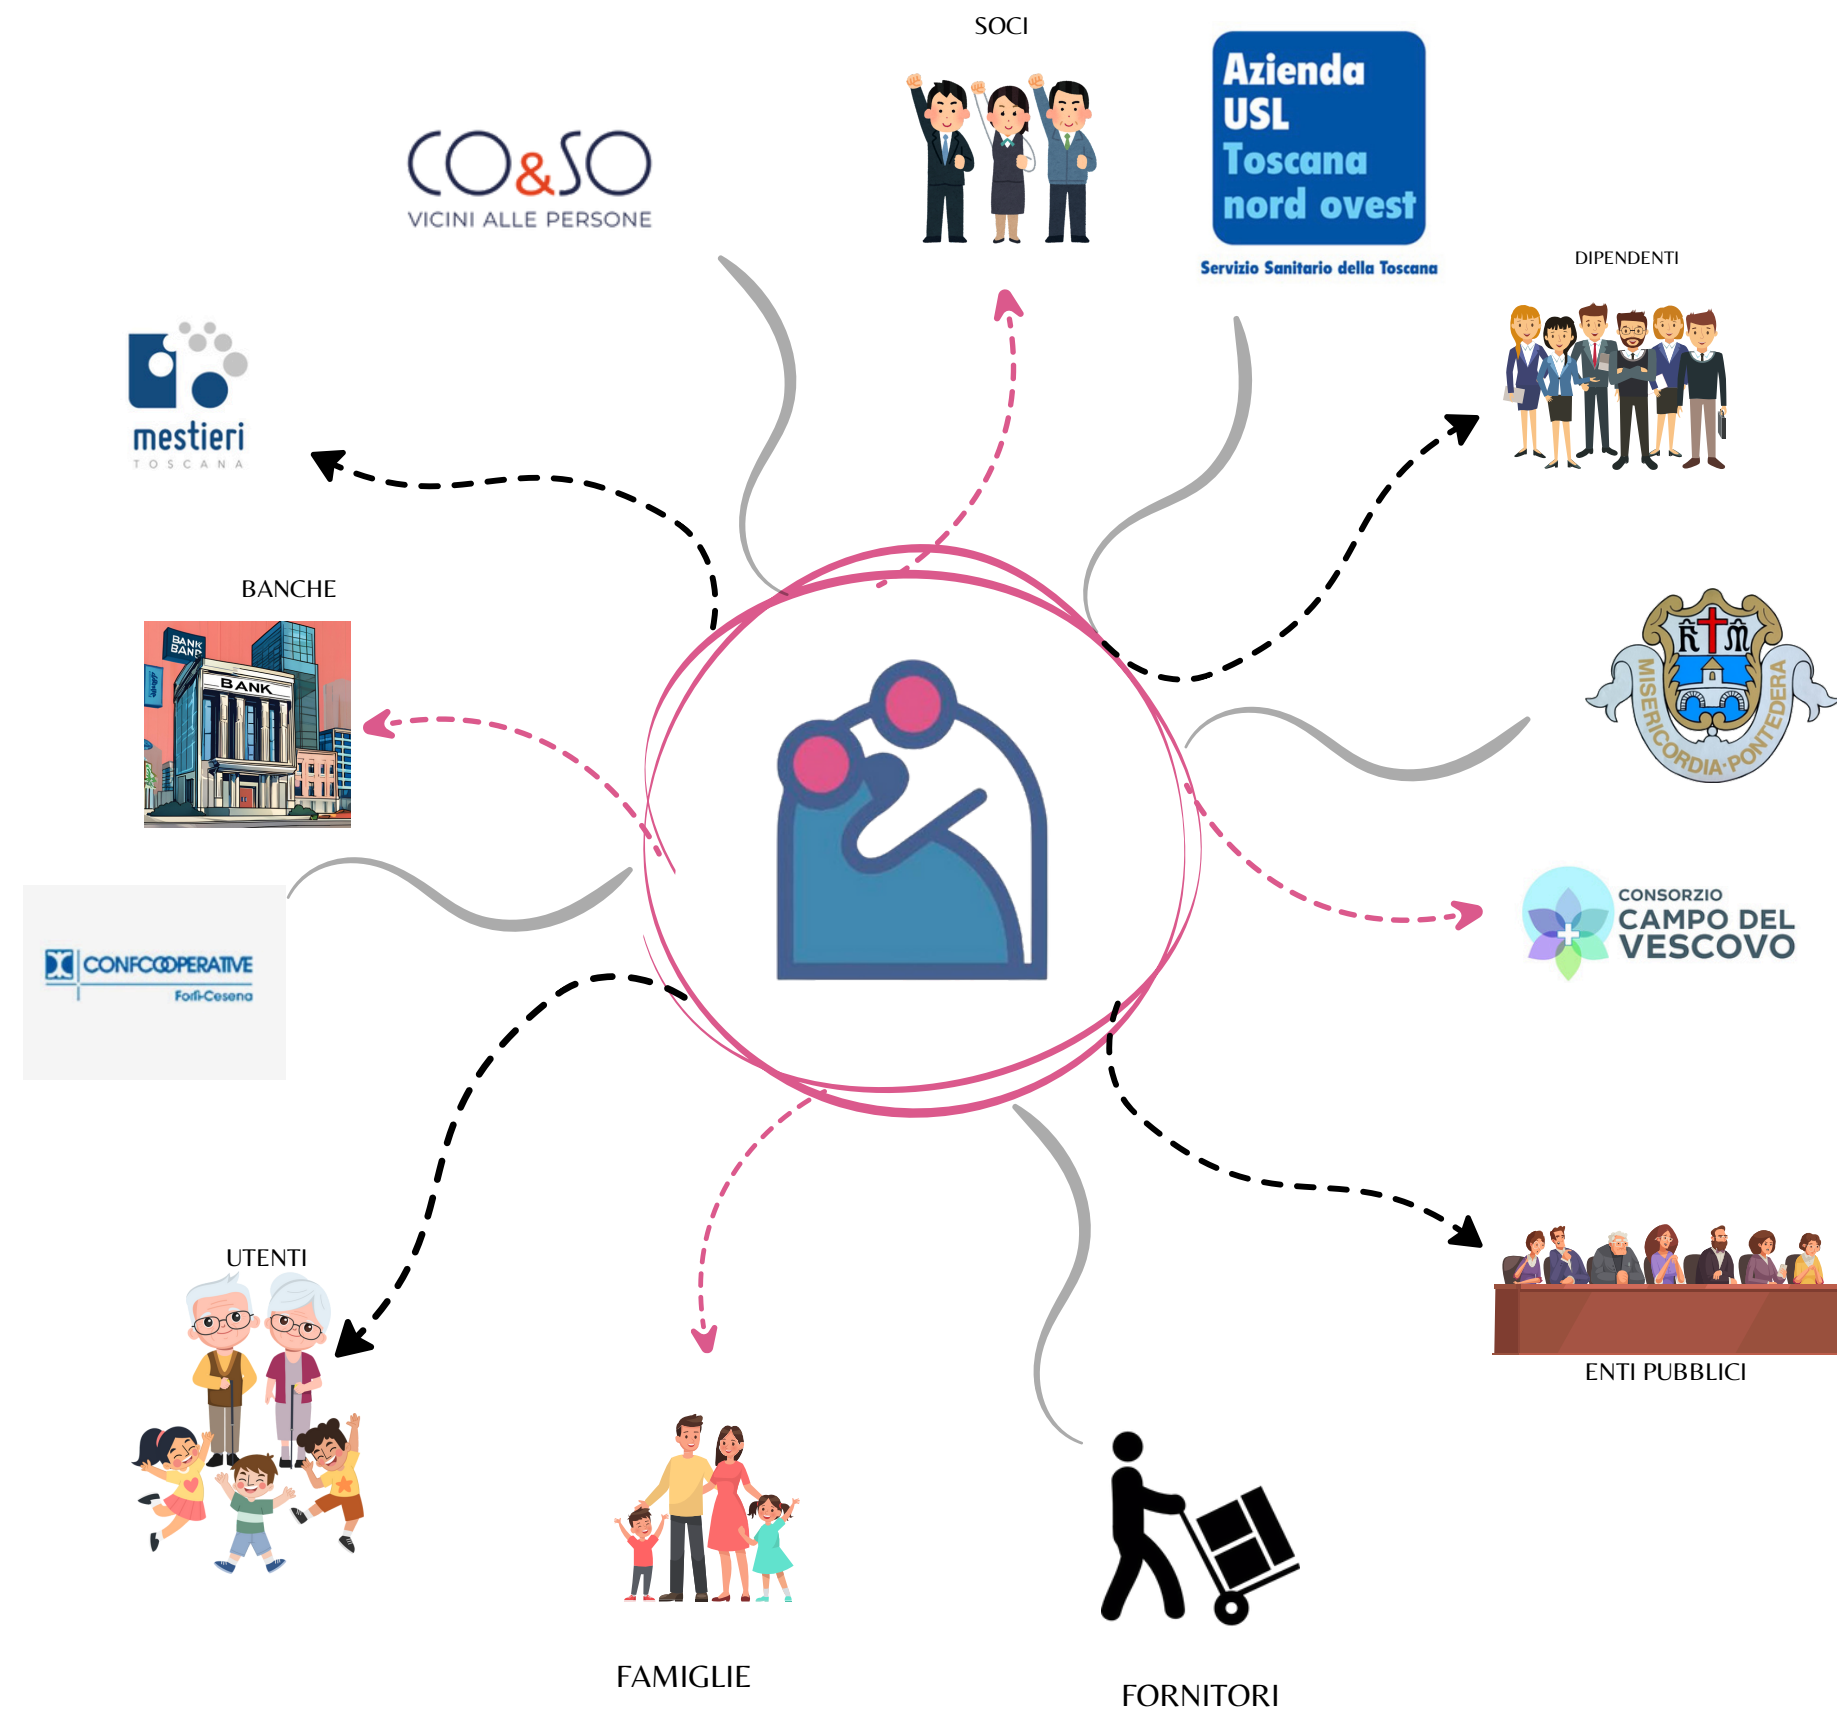 SOCI
Azienda
USL
Toscana
nord ovest
Servizio Sanitario della Toscana
CO&SO
VICINI ALLE PERSONE
DIPENDENTI
mestieri
TOSCANA
BANCHE
BANK
BANK
MISERICORDIA·PONTEDERA
CONSORZIO
CAMPO DEL
VESCOVO
CONFCOOPERATIVE
Forlì-Cesena
UTENTI
ENTI PUBBLICI
FAMIGLIE
FORNITORI